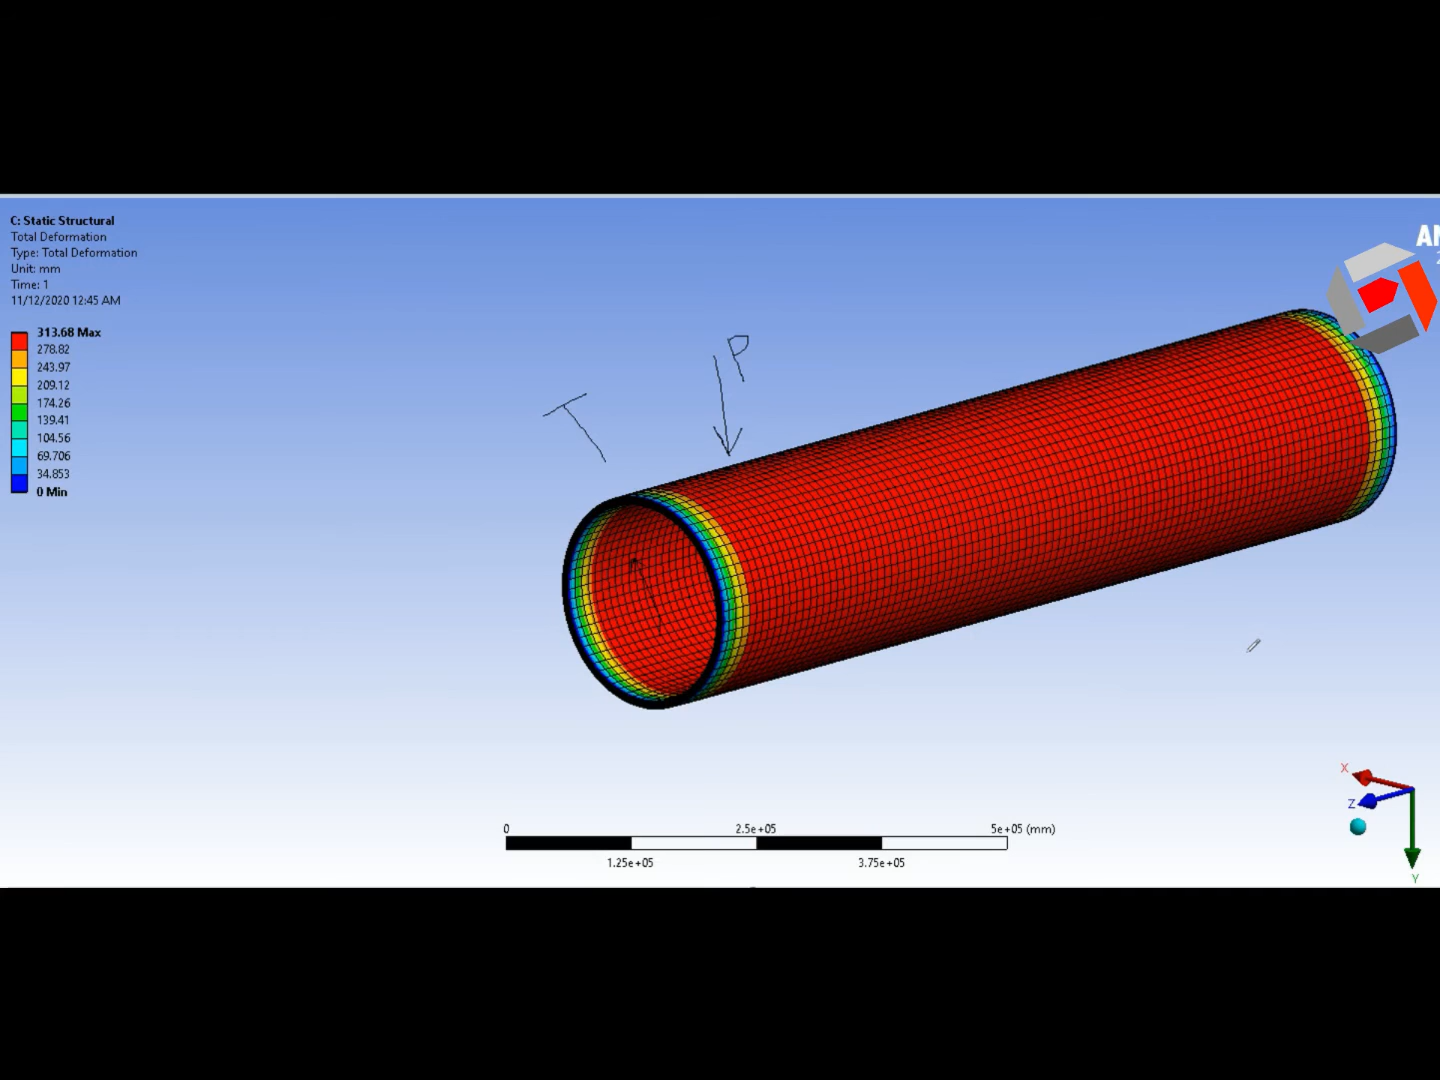 C: Static Structural
Total Deformation
Type: Total Deformation
Unit: mm
Time: 1
11/12/2020 12:45 AM
313.68 Max
278.82
243.97
209.12
174.26
139.41
104.56
69.706
34.853
0 Min
AN
P
T
0 2.5e+05 5e+05 (mm)
1.25e+05 3.75e+05
X
Z
Y